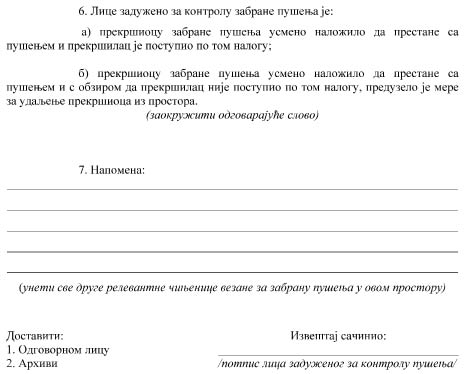 6. Лице задужено за контролу забране пушења је:
а) прекршиоцу забране пушења усмено наложило да престане са
пушењем и прекршилац је поступио по том налогу;
б) прекршиоцу забране пушења усмено наложило да престане са
пушењем и с обзиром да прекршилац није поступио по том налогу, предузело је мере
за удаљење прекршиоца из простора.
(заокружити одговарајуће слово)
7. Напомена:
(унети све друге релевантне чињенице везане за забрану пушења у овом простору)
Доставити:
1. Одговорном лицу
2. Архиви
Извештај сачинио:
/потпис лица задуженог за контролу пушења/